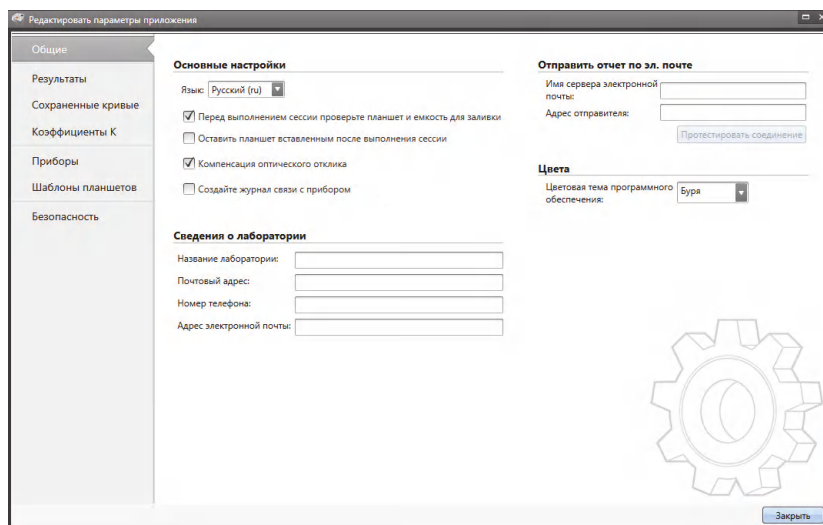 Редактировать параметры приложения
Общие
Результаты
Сохраненные кривые
Коэффициенты К
Приборы
Шаблоны планшетов
Безопасность
Основные настройки
Язык: Русский (ru)
Перед выполнением сессии проверьте планшет и емкость для заливки
Оставить планшет вставленным после выполнения сессии
Компенсация оптического отклика
Создайте журнал связи с прибором
Сведения о лаборатории
Название лаборатории:
Почтовый адрес:
Номер телефона:
Адрес электронной почты:
Отправить отчет по эл. почте
Имя сервера электронной
почты:
Адрес отправителя:
Протестировать соединение
Цвета
Цветовая тема программного
обеспечения:
Буря
Закрыть